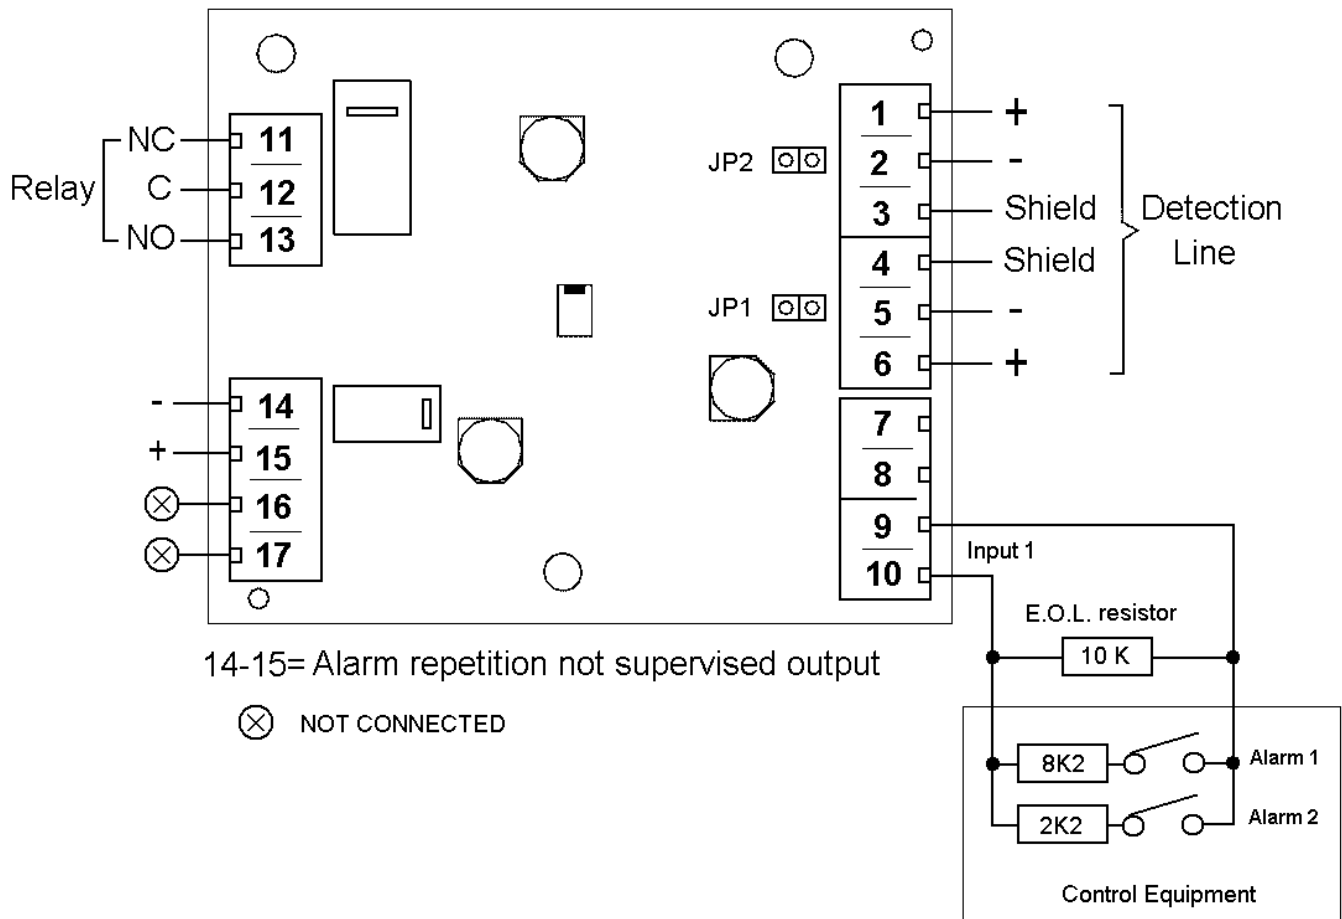 Relay
NC
C
NO
11
12
13
-
+
14
15
16
17
JP2
JP1
1
2
3
4
5
6
7
8
9
10
+
-
Shield
Shield
-
+
Detection
Line
Input 1
E.O.L. resistor
10 K
8K2
Alarm 1
2K2
Alarm 2
Control Equipment
14-15= Alarm repetition not supervised output
NOT CONNECTED